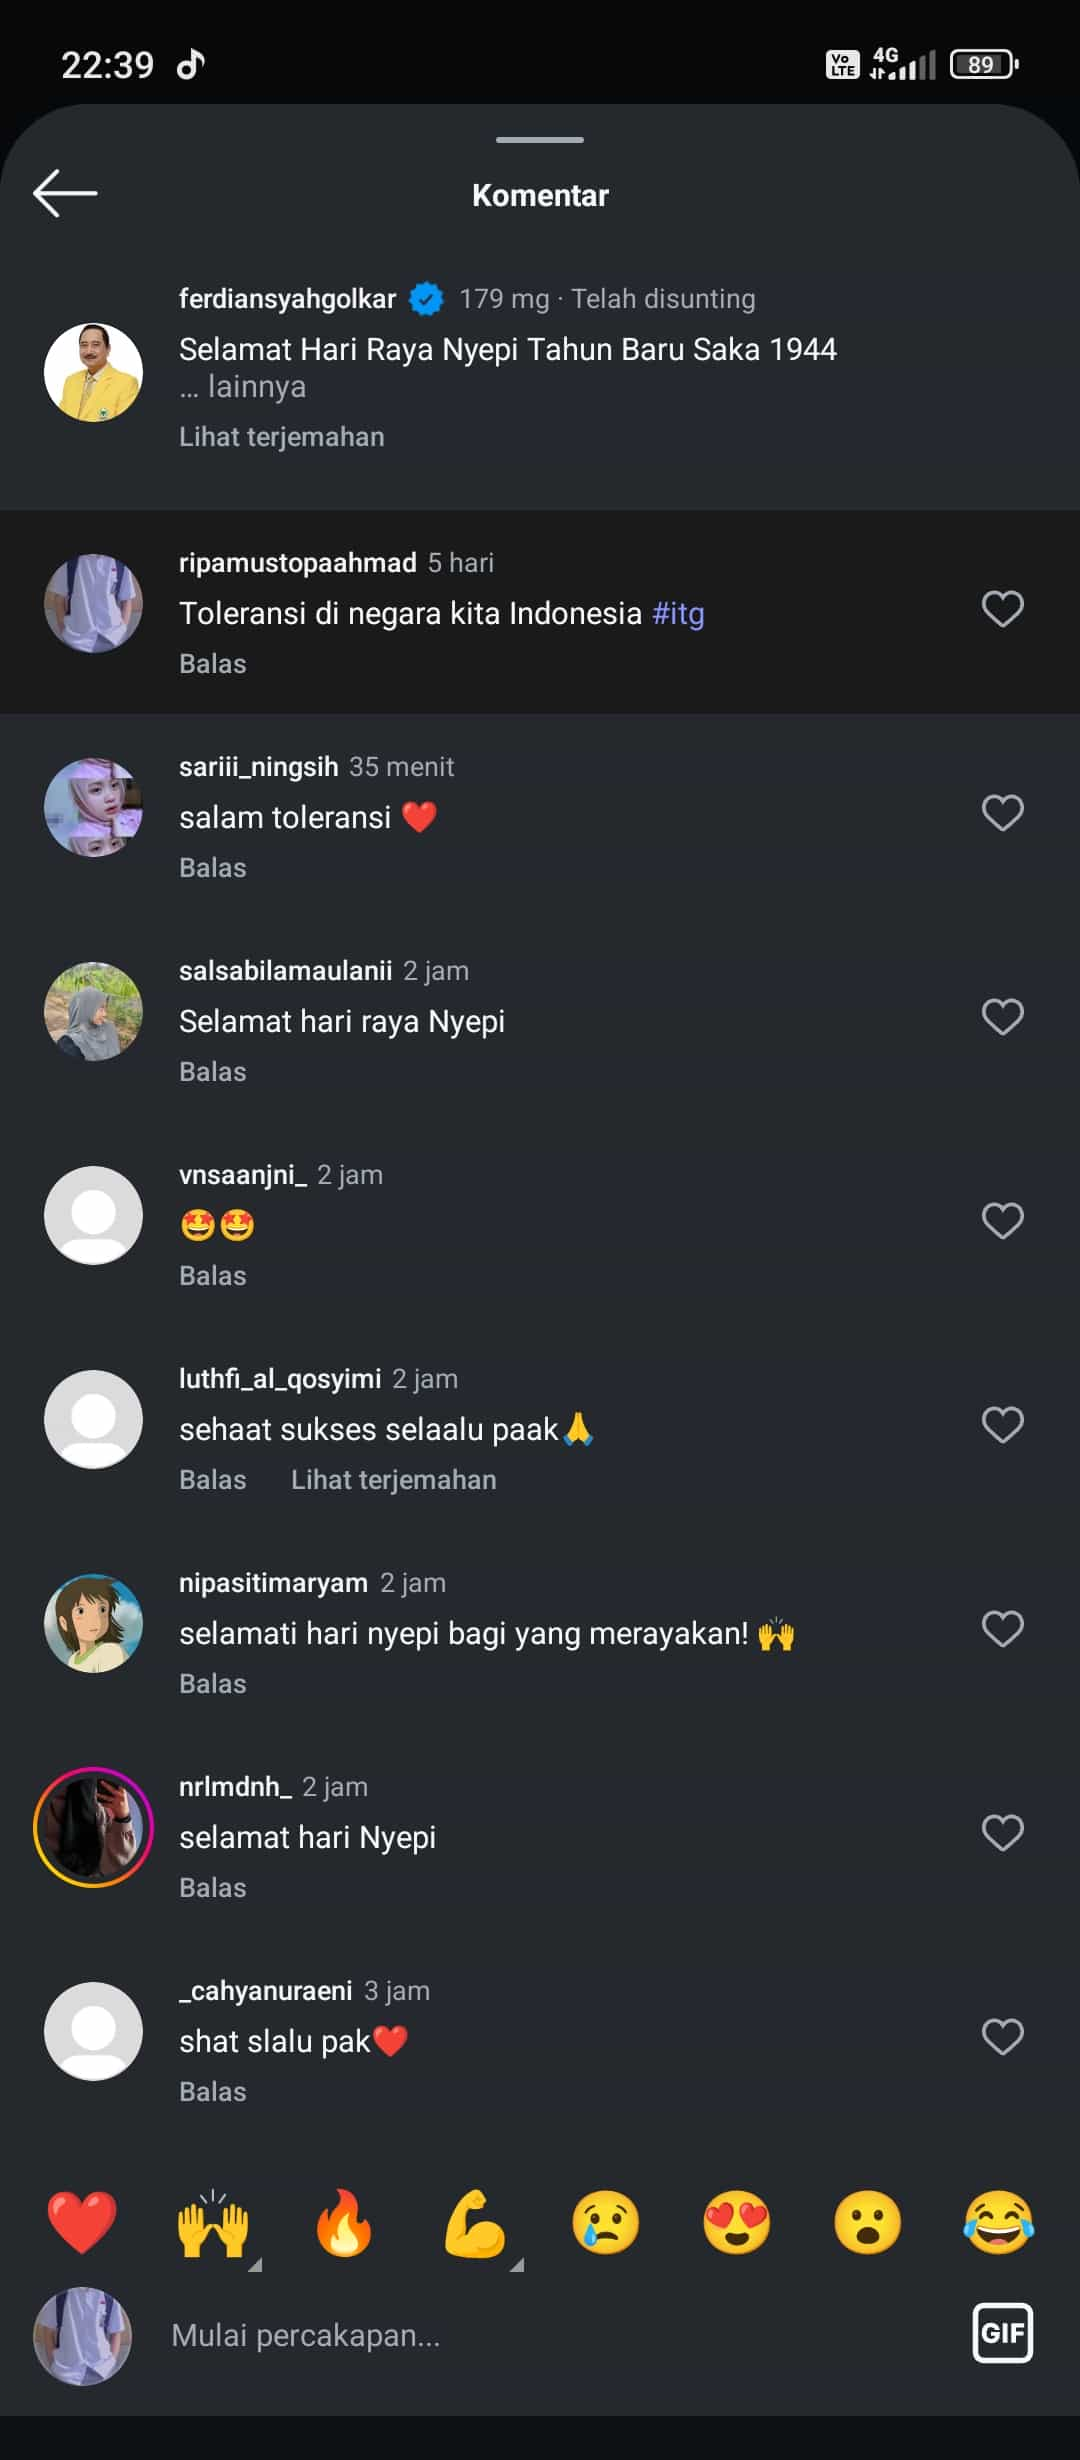 22:39
Vo LTE 4G 89
Komentar
ferdiansyahgolkar 179 mg · Telah disunting
Selamat Hari Raya Nyepi Tahun Baru Saka 1944
... lainnya
Lihat terjemahan
ripamustopaahmad 5 hari
Toleransi di negara kita Indonesia #itg
Balas
sariii_ningsih 35 menit
salam toleransi ❤️
Balas
salsabilamaulanii 2 jam
Selamat hari raya Nyepi
Balas
vnsaanjni_ 2 jam
🤩🤩
Balas
luthfi_al_qosyimi 2 jam
sehaat sukses selaalu paak🙏
Balas Lihat terjemahan
nipasitimaryam 2 jam
selamati hari nyepi bagi yang merayakan! 🙌
Balas
nrlmdnh_ 2 jam
selamat hari Nyepi
Balas
_cahyanuraeni 3 jam
shat slalu pak❤️
Balas
❤️ 🙌 🔥 💪 😢 😍 😮 😂
Mulai percakapan...
GIF